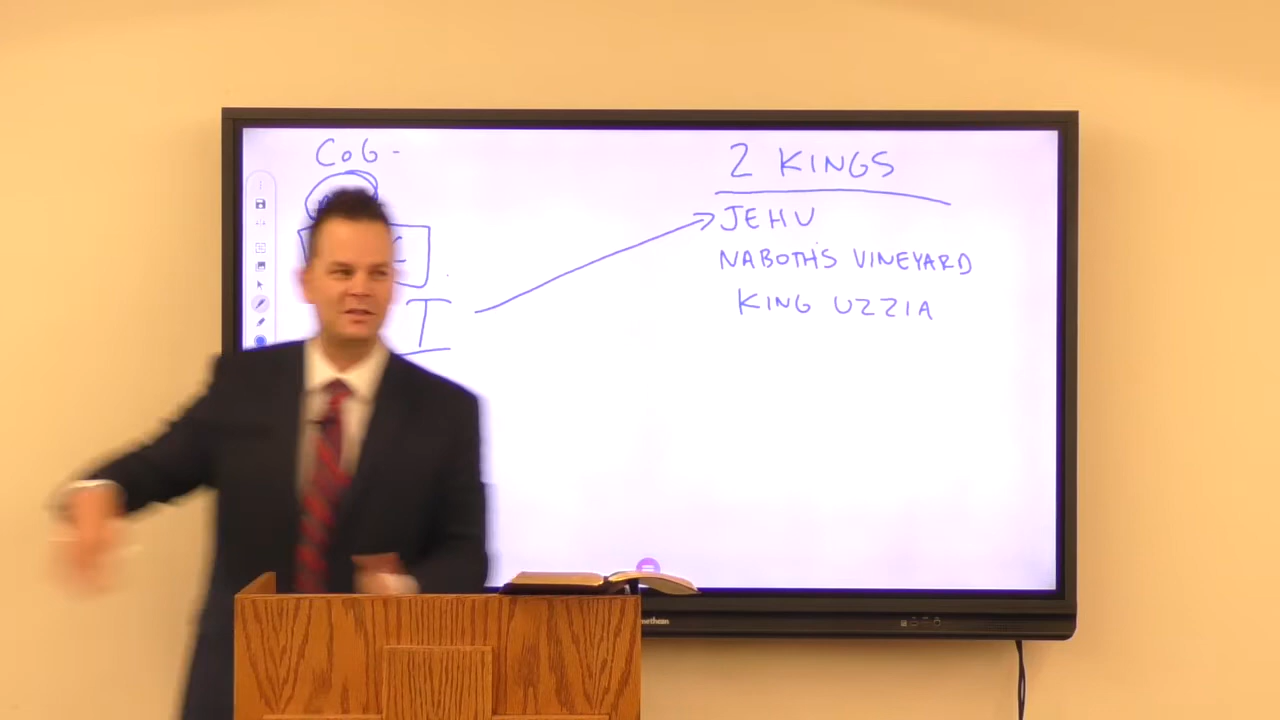 CoG -
I
2 KINGS
JEHU
NABOTH'S VINEYARD
KING UZZIA